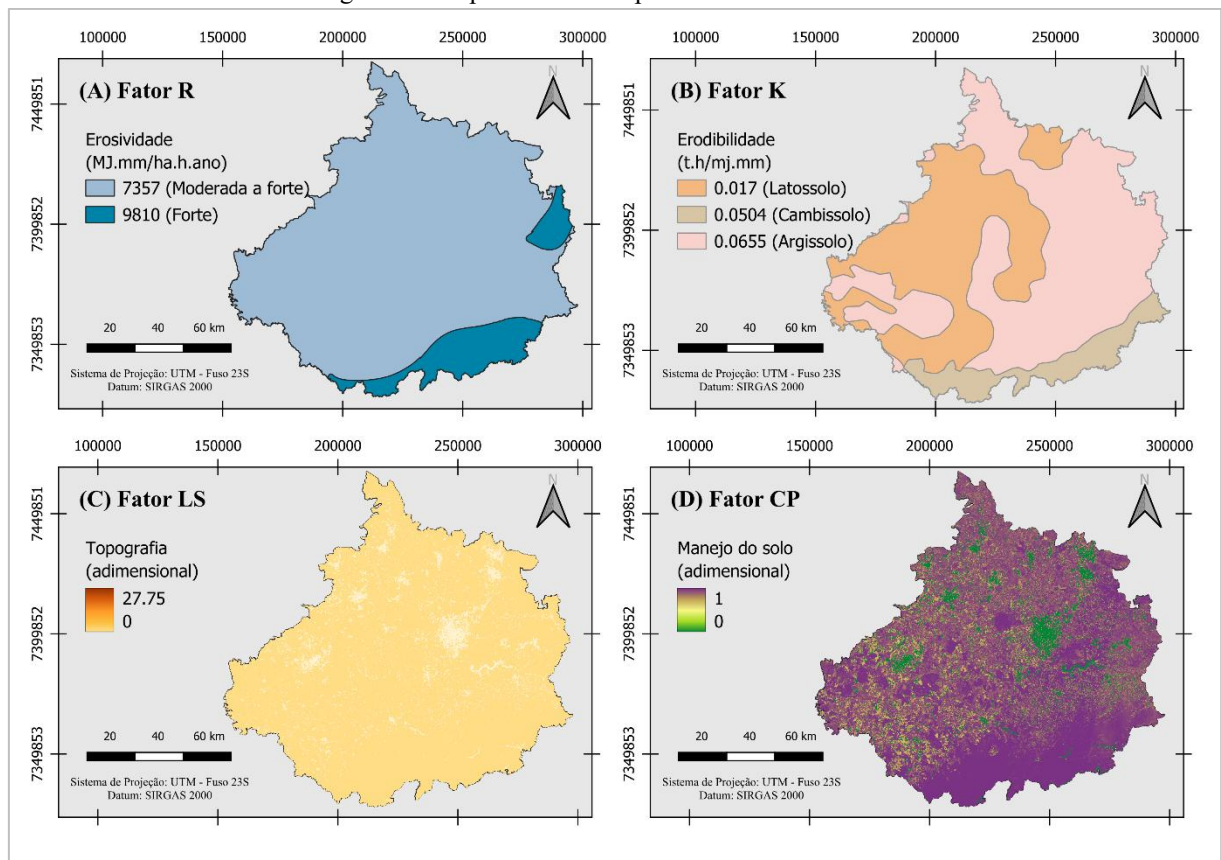 100000 150000 200000 250000 300000
(A) Fator R
N
7449851
7399852
7349853
Erosividade
(MJ.mm/ha.h.ano)
7357 (Moderada a forte)
9810 (Forte)
20 40 60 km
Sistema de Projeção: UTM - Fuso 23S
Datum: SIRGAS 2000
100000 150000 200000 250000 300000
(B) Fator K
N
7449851
7399852
7349853
Erodibilidade
(t.h/mj.mm)
0.017 (Latossolo)
0.0504 (Cambissolo)
0.0655 (Argissolo)
20 40 60 km
Sistema de Projeção: UTM - Fuso 23S
Datum: SIRGAS 2000
100000 150000 200000 250000 300000
(C) Fator LS
N
7449851
7399852
7349853
Topografia
(adimensional)
27.75
0
20 40 60 km
Sistema de Projeção: UTM - Fuso 23S
Datum: SIRGAS 2000
100000 150000 200000 250000 300000
(D) Fator CP
N
7449851
7399852
7349853
Manejo do solo
(adimensional)
1
0
20 40 60 km
Sistema de Projeção: UTM - Fuso 23S
Datum: SIRGAS 2000